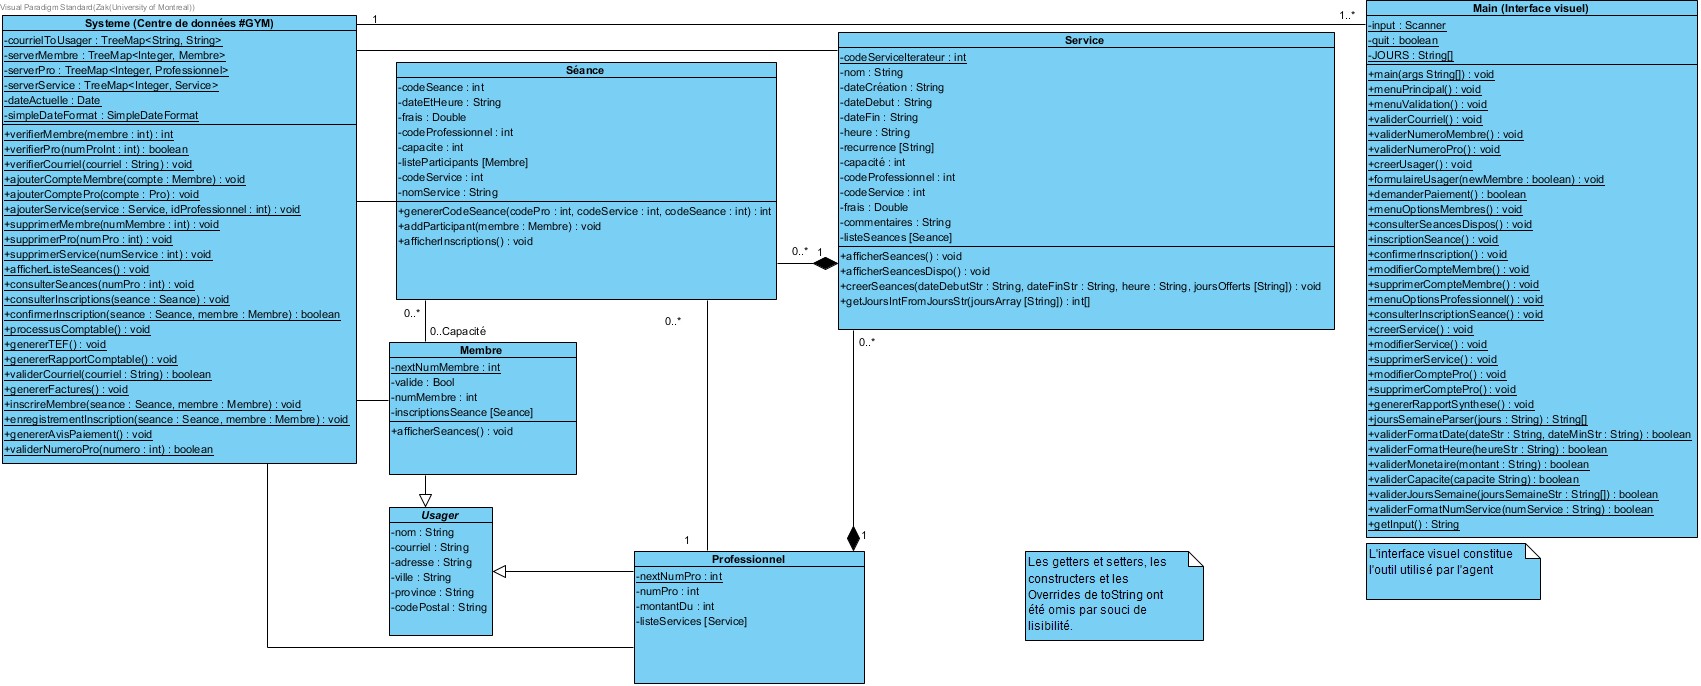 Visual Paradigm Standard(Zak(University of Montreal))
Systeme (Centre de données #GYM)
-courrielToUsager : TreeMap<String, String>
-serverMembre : TreeMap<Integer, Membre>
-serverPro : TreeMap<Integer, Professionnel>
-serverService : TreeMap<Integer, Service>
-dateActuelle : Date
-simpleDateFormat : SimpleDateFormat
+verifierMembre(membre : int) : int
+verifierPro(numProInt : int) : boolean
+verifierCourriel(courriel : String) : void
+ajouterCompteMembre(compte : Membre) : void
+ajouterComptePro(compte : Pro) : void
+ajouterService(service : Service, idProfessionnel : int) : void
+supprimerMembre(numMembre : int) : void
+supprimerPro(numPro : int) : void
+supprimerService(numService : int) : void
+afficherListeSeances() : void
+consulterSeances(numPro : int) : void
+consulterInscriptions(seance : Seance) : void
+confirmerInscription(seance : Seance, membre : Membre) : boolean
+processusComptable() : void
+genererTEF() : void
+genererRapportComptable() : void
+validerCourriel(courriel : String) : boolean
+genererFactures() : void
+inscrireMembre(seance : Seance, membre : Membre) : void
+enregistrementInscription(seance : Seance, membre : Membre) : void
+genererAvisPaiement() : void
+validerNumeroPro(numero : int) : boolean
1
1..*
Séance
-codeSeance : int
-dateEtHeure : String
-frais : Double
-codeProfessionnel : int
-capacite : int
-listeParticipants [Membre]
-codeService : int
-nomService : String
+genererCodeSeance(codePro : int, codeService : int, codeSeance : int) : int
+addParticipant(membre : Membre) : void
+afficherInscriptions() : void
0..*
1
0..*
0..Capacité
0..*
1
Service
-codeServiceIterateur : int
-nom : String
-dateCréation : String
-dateDebut : String
-dateFin : String
-heure : String
-recurrence [String]
-capacité : int
-codeProfessionnel : int
-codeService : int
-frais : Double
-commentaires : String
-listeSeances [Seance]
+afficherSeances() : void
+afficherSeancesDispo() : void
+creerSeances(dateDebutStr : String, dateFinStr : String, heure : String, joursOfferts [String]) : void
+getJoursIntFromJoursStr(joursArray [String]) : int[]
0..*
1
Membre
-nextNumMembre : int
-valide : Bool
-numMembre : int
-inscriptionsSeance [Seance]
+afficherSeances() : void
Usager
-nom : String
-courriel : String
-adresse : String
-ville : String
-province : String
-codePostal : String
Professionnel
-nextNumPro : int
-numPro : int
-montantDu : int
-listeServices [Service]
Les getters et setters, les
constructers et les
Overrides de toString ont
été omis par souci de
lisibilité.
Main (Interface visuel)
-input : Scanner
-quit : boolean
-JOURS : String[]
+main(args String[]) : void
+menuPrincipal() : void
+menuValidation() : void
+validerCourriel() : void
+validerNumeroMembre() : void
+validerNumeroPro() : void
+creerUsager() : void
+formulaireUsager(newMembre : boolean) : void
+demanderPaiement() : boolean
+menuOptionsMembres() : void
+consulterSeancesDispos() : void
+inscriptionSeance() : void
+confirmerInscription() : void
+modifierCompteMembre() : void
+supprimerCompteMembre() : void
+menuOptionsProfessionnel() : void
+consulterInscriptionSeance() : void
+creerService() : void
+modifierService() : void
+supprimerService() : void
+modifierComptePro() : void
+supprimerComptePro() : void
+genererRapportSynthese() : void
+joursSemaineParser(jours : String) : String[]
+validerFormatDate(dateStr : String, dateMinStr : String) : boolean
+validerFormatHeure(heureStr : String) : boolean
+validerMonetaire(montant : String) : boolean
+validerCapacite(capacite String) : boolean
+validerJoursSemaine(joursSemaineStr : String[]) : boolean
+validerFormatNumService(numService : String) : boolean
+getInput() : String
L'interface visuel constitue
l'outil utilisé par l'agent